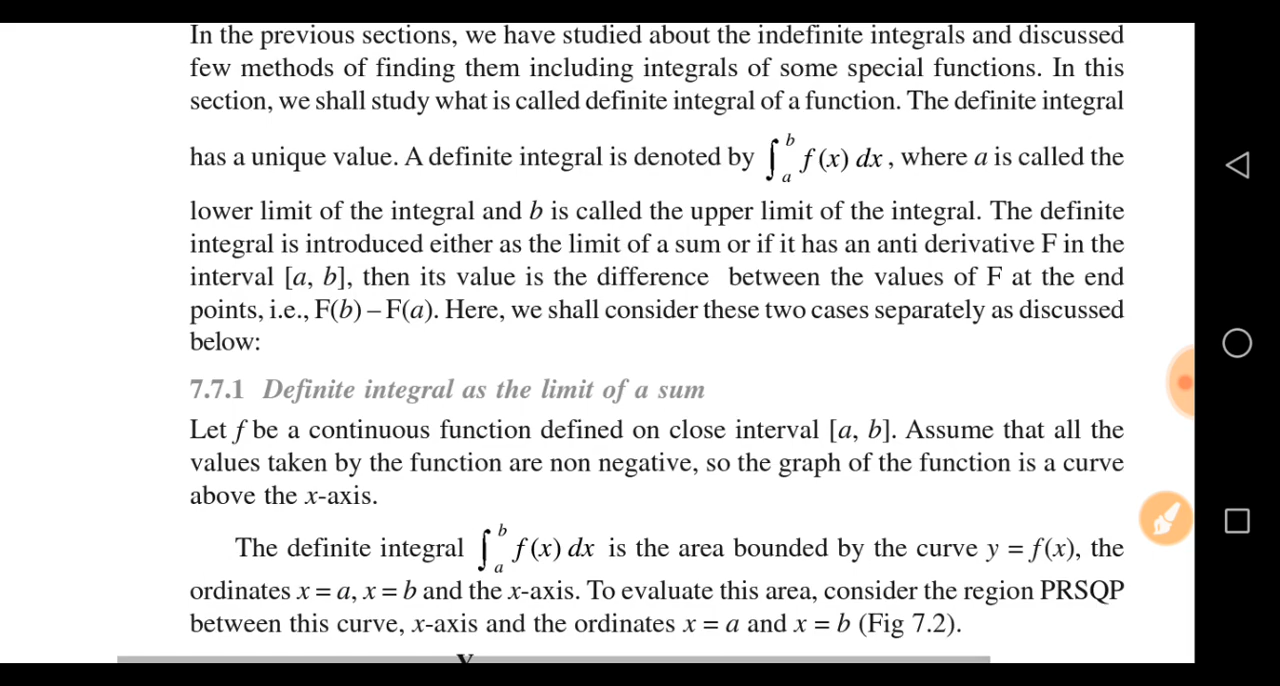 In the previous sections, we have studied about the indefinite integrals and discussed
few methods of finding them including integrals of some special functions. In this
section, we shall study what is called definite integral of a function. The definite integral
has a unique value. A definite integral is denoted by ∫_a^b f(x) dx, where a is called the
lower limit of the integral and b is called the upper limit of the integral. The definite
integral is introduced either as the limit of a sum or if it has an anti derivative F in the
interval [a, b], then its value is the difference between the values of F at the end
points, i.e., F(b) – F(a). Here, we shall consider these two cases separately as discussed
below:
7.7.1 Definite integral as the limit of a sum
Let f be a continuous function defined on close interval [a, b]. Assume that all the
values taken by the function are non negative, so the graph of the function is a curve
above the x-axis.
The definite integral ∫_a^b f(x) dx is the area bounded by the curve y = f(x), the
ordinates x = a, x = b and the x-axis. To evaluate this area, consider the region PRSQP
between this curve, x-axis and the ordinates x = a and x = b (Fig 7.2).
Y